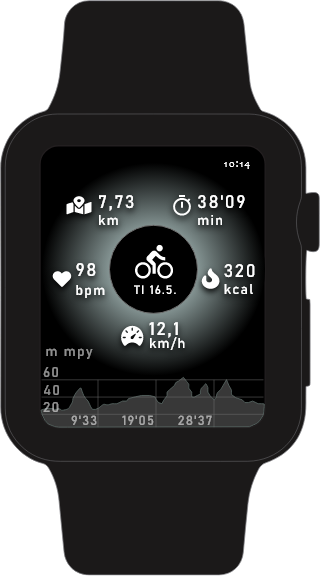 10:14
7,73
km
38'09
min
98
bpm
TI 16.5.
320
kcal
12,1
km/h
m mpy
60
40
20
9'33 19'05 28'37